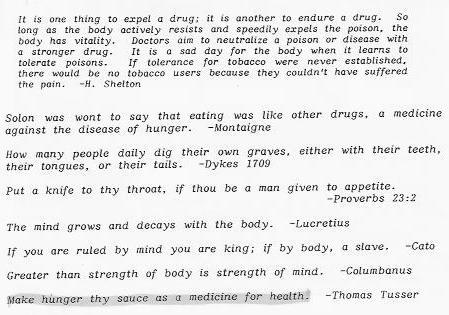 It is one thing to expel a drug; it is another to endure a drug. So
long as the body actively resists and speedily expels the poison, the
body has vitality. Doctors aim to neutralize a poison or disease with
a stronger drug. It is a sad day for the body when it learns to
tolerate poisons. If tolerance for tobacco were never established,
there would be no tobacco users because they couldn't have suffered
the pain. -H. Shelton
Solon was wont to say that eating was like other drugs, a medicine
against the disease of hunger. -Montaigne
How many people daily dig their own graves, either with their teeth,
their tongues, or their tails. -Dykes 1709
Put a knife to thy throat, if thou be a man given to appetite.
-Proverbs 23:2
The mind grows and decays with the body. -Lucretius
If you are ruled by mind you are king; if by body, a slave. -Cato
Greater than strength of body is strength of mind. -Columbanus
Make hunger thy sauce as a medicine for health. -Thomas Tusser